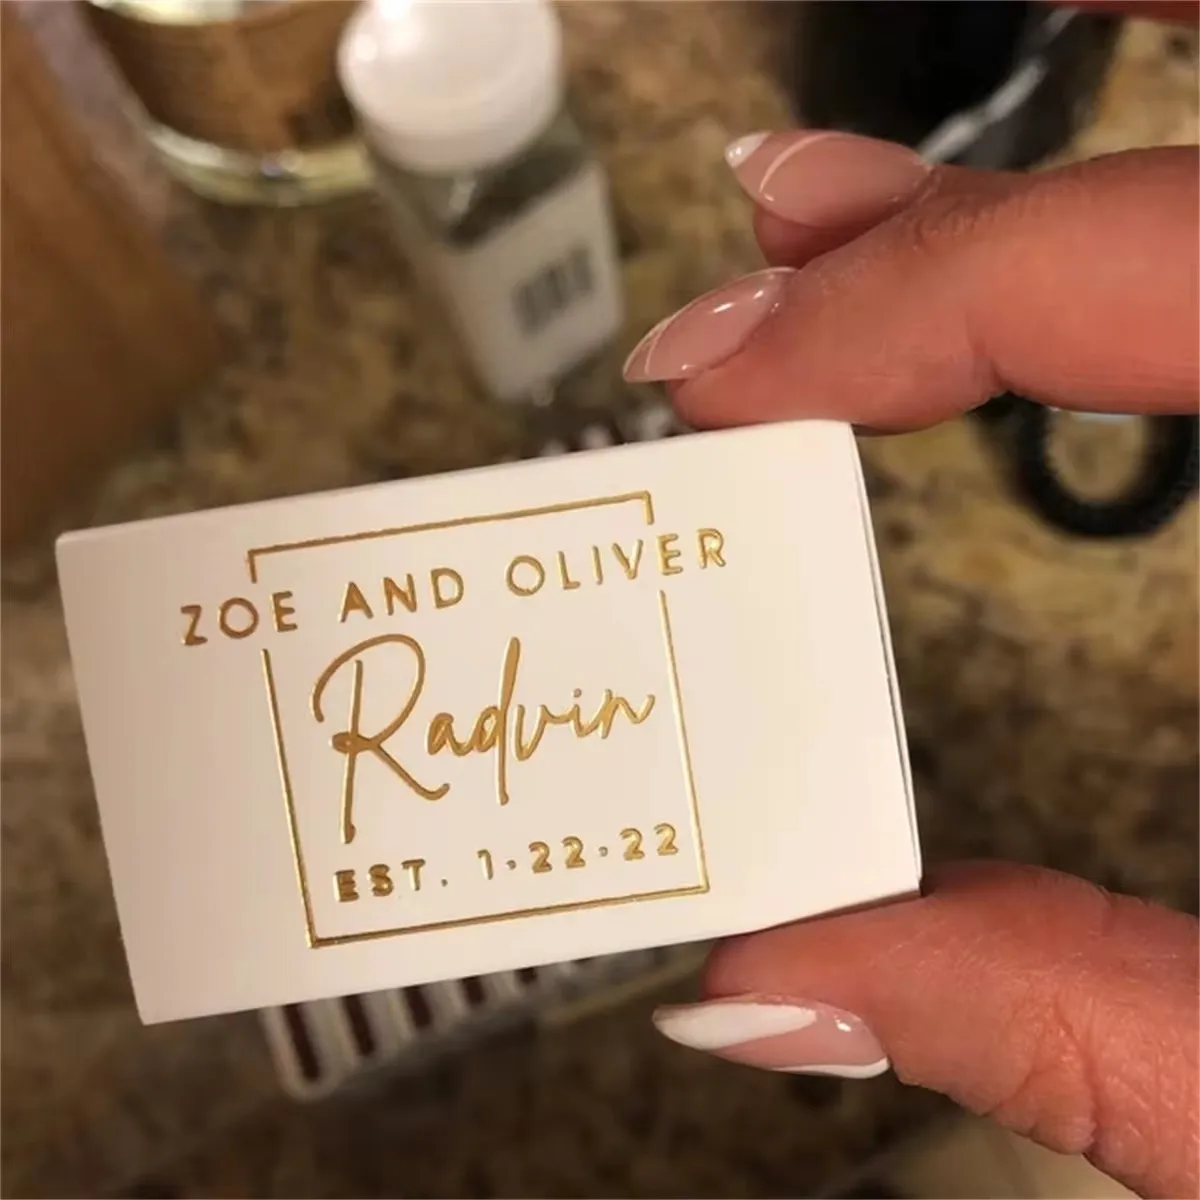 ZOE AND OLIVER
Radvin
EST. 1·22·22